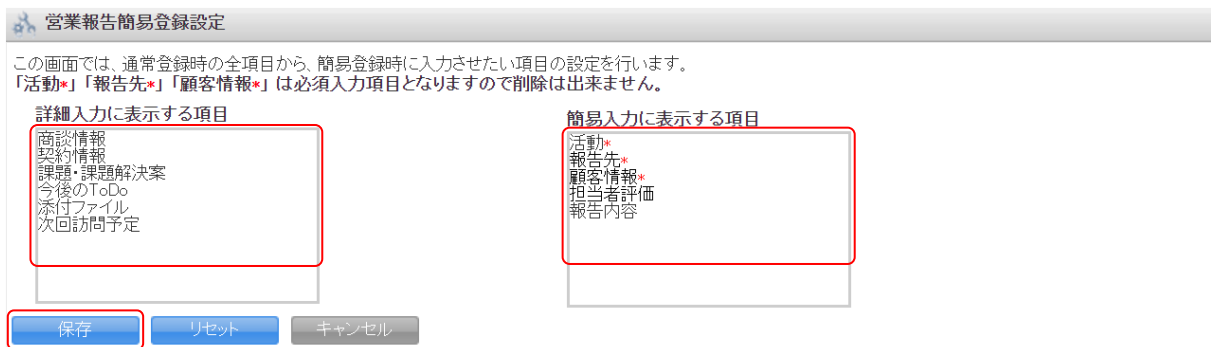 営業報告簡易登録設定
この画面では、通常登録時の全項目から、簡易登録時に入力させたい項目の設定を行います。
「活動*」「報告先*」「顧客情報*」は必須入力項目となりますので削除は出来ません。
詳細入力に表示する項目
商談情報
契約情報
課題・課題解決案
今後のToDo
添付ファイル
次回訪問予定
簡易入力に表示する項目
活動*
報告先*
顧客情報*
担当者評価
報告内容
保存 リセット キャンセル